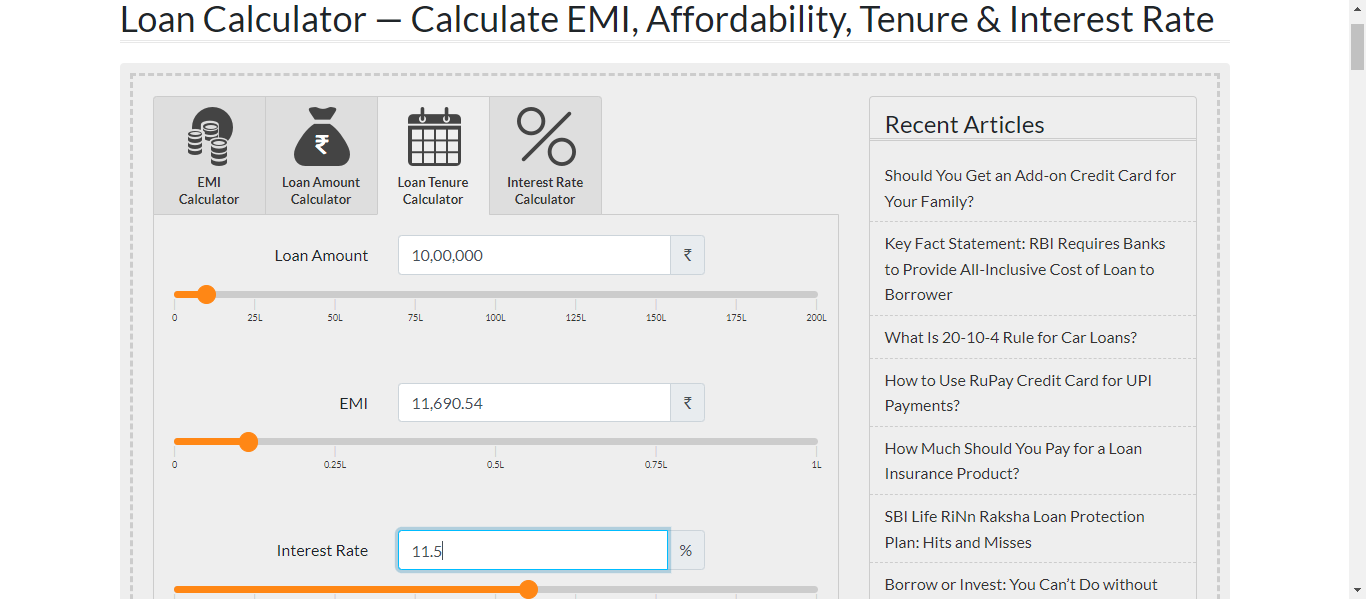 Loan Calculator — Calculate EMI, Affordability, Tenure & Interest Rate
EMI
Calculator
₹
Loan Amount
Calculator
Loan Tenure
Calculator
%
Interest Rate
Calculator
Loan Amount
10,00,000
₹
0 25L 50L 75L 100L 125L 150L 175L 200L
EMI
11,690.54
₹
0 0.25L 0.5L 0.75L 1L
Interest Rate
11.5
%
Recent Articles
Should You Get an Add-on Credit Card for
Your Family?
Key Fact Statement: RBI Requires Banks
to Provide All-Inclusive Cost of Loan to
Borrower
What Is 20-10-4 Rule for Car Loans?
How to Use RuPay Credit Card for UPI
Payments?
How Much Should You Pay for a Loan
Insurance Product?
SBI Life RiNn Raksha Loan Protection
Plan: Hits and Misses
Borrow or Invest: You Can’t Do without